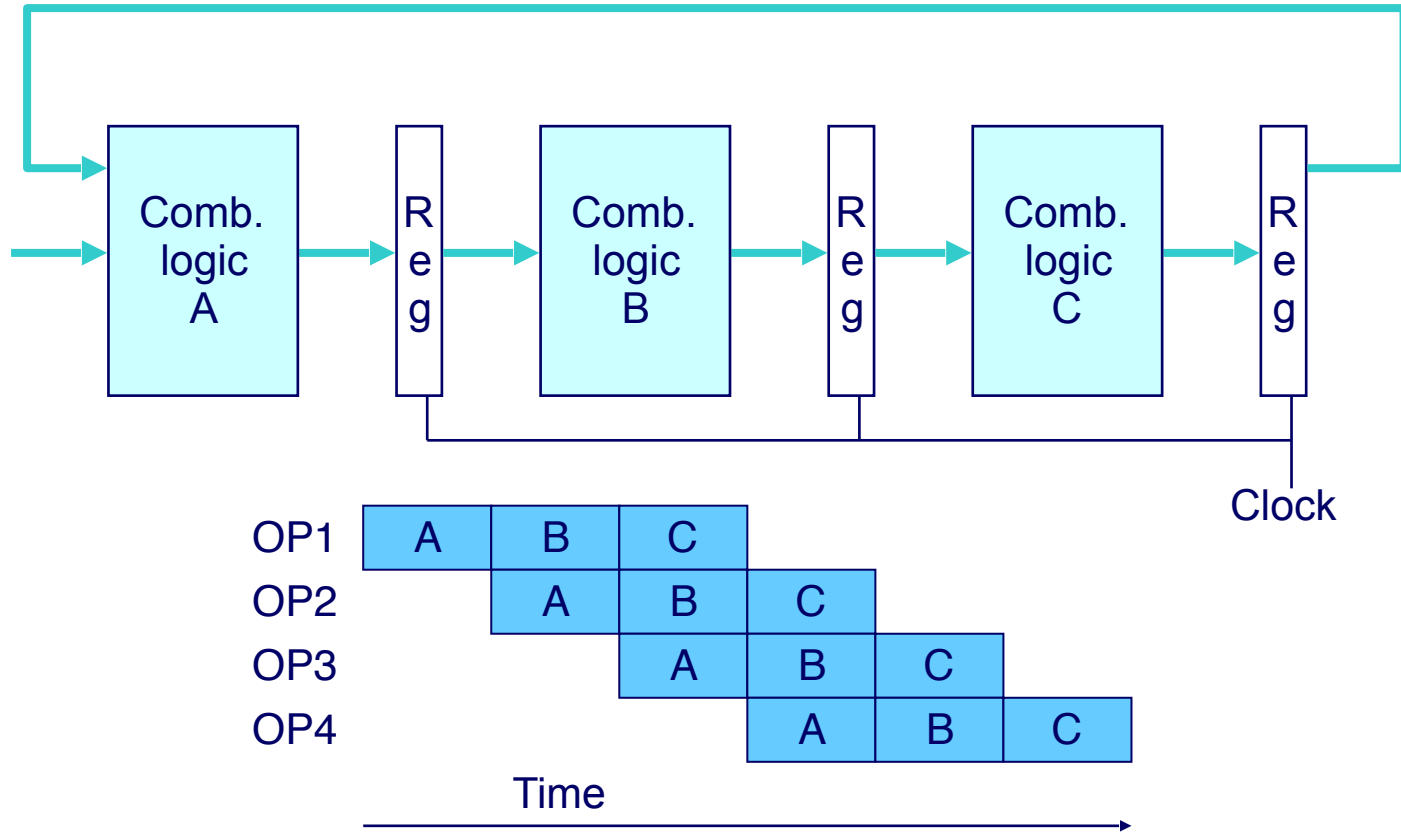 Comb.
logic
A
R
e
g
Comb.
logic
B
R
e
g
Comb.
logic
C
R
e
g
Clock
OP1 A B C
OP2 A B C
OP3 A B C
OP4 A B C
Time